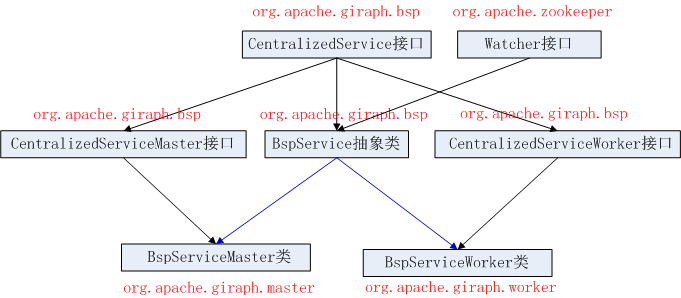 org.apache.giraph.bsp
org.apache.zookeeper
CentralizedService接口
Watcher接口
org.apache.giraph.bsp
org.apache.giraph.bsp
org.apache.giraph.bsp
CentralizedServiceMaster接口
BspService抽象类
CentralizedServiceWorker接口
BspServiceMaster类
BspServiceWorker类
org.apache.giraph.master
org.apache.giraph.worker